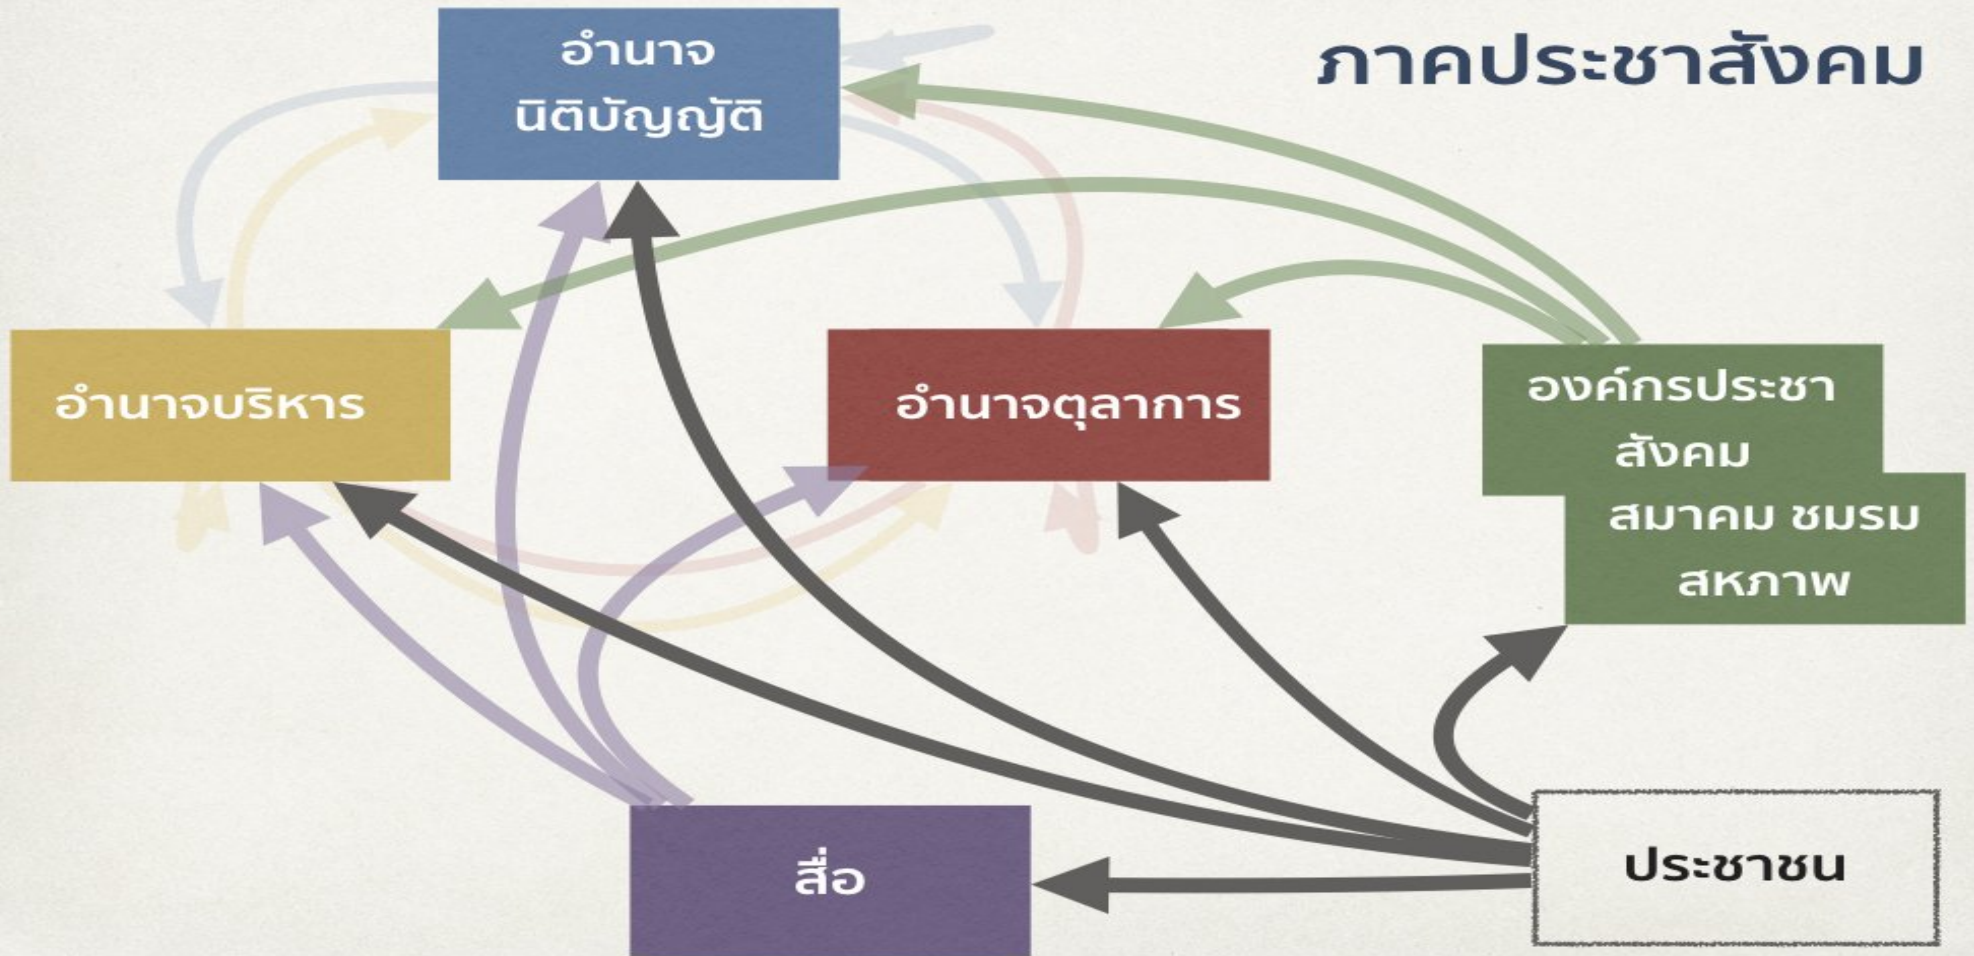 ภาคประชาสังคม
อำนาจ
นิติบัญญัติ
อำนาจบริหาร
อำนาจตุลาการ
องค์กรประชา
สังคม
สมาคม ชมรม
สหภาพ
สื่อ
ประชาชน